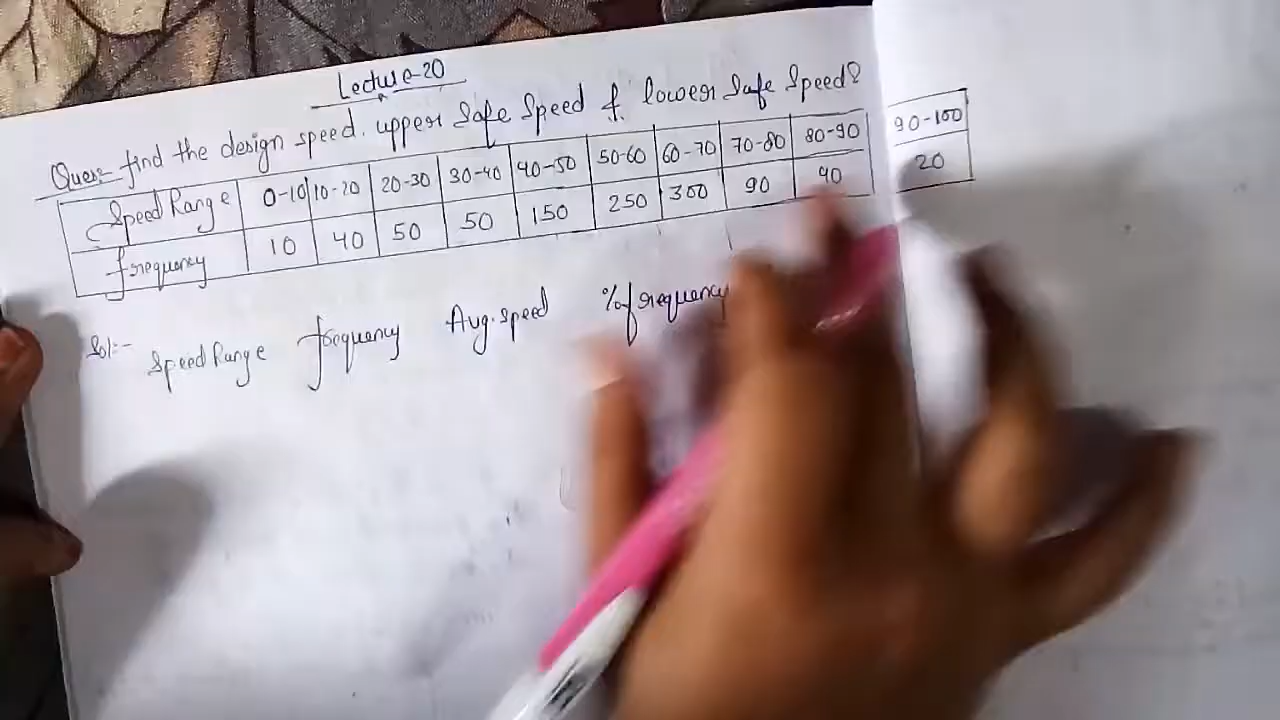 Lecture-20
Ques:- find the design speed. upper Safe Speed & lower Safe Speed?
Speed Range 0-10 10-20 20-30 30-40 40-50 50-60 60-70 70-80 80-90 90-100
frequency 10 40 50 50 150 250 300 90 40 20
Sol:- Speed Range frequency Avg. speed % frequency